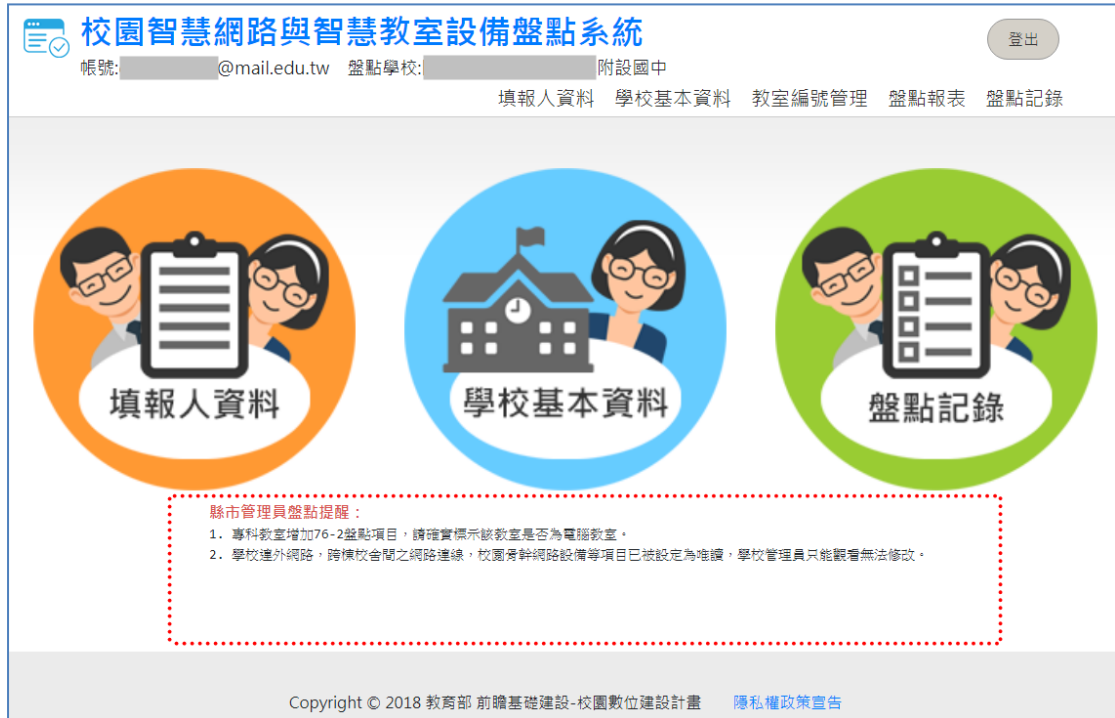 校園智慧網路與智慧教室設備盤點系統
登出
帳號: @mail.edu.tw 盤點學校: 附設國中
填報人資料 學校基本資料 教室編號管理 盤點報表 盤點記錄
填報人資料
學校基本資料
盤點記錄
縣市管理員盤點提醒：
1. 專科教室增加76-2盤點項目，請確實標示該教室是否為電腦教室。
2. 學校連外網路，跨棟校舍間之網路連線，校園骨幹網路設備等項目已被設定為唯讀，學校管理員只能觀看無法修改。
Copyright © 2018 教育部 前瞻基礎建設-校園數位建設計畫 隱私權政策宣告